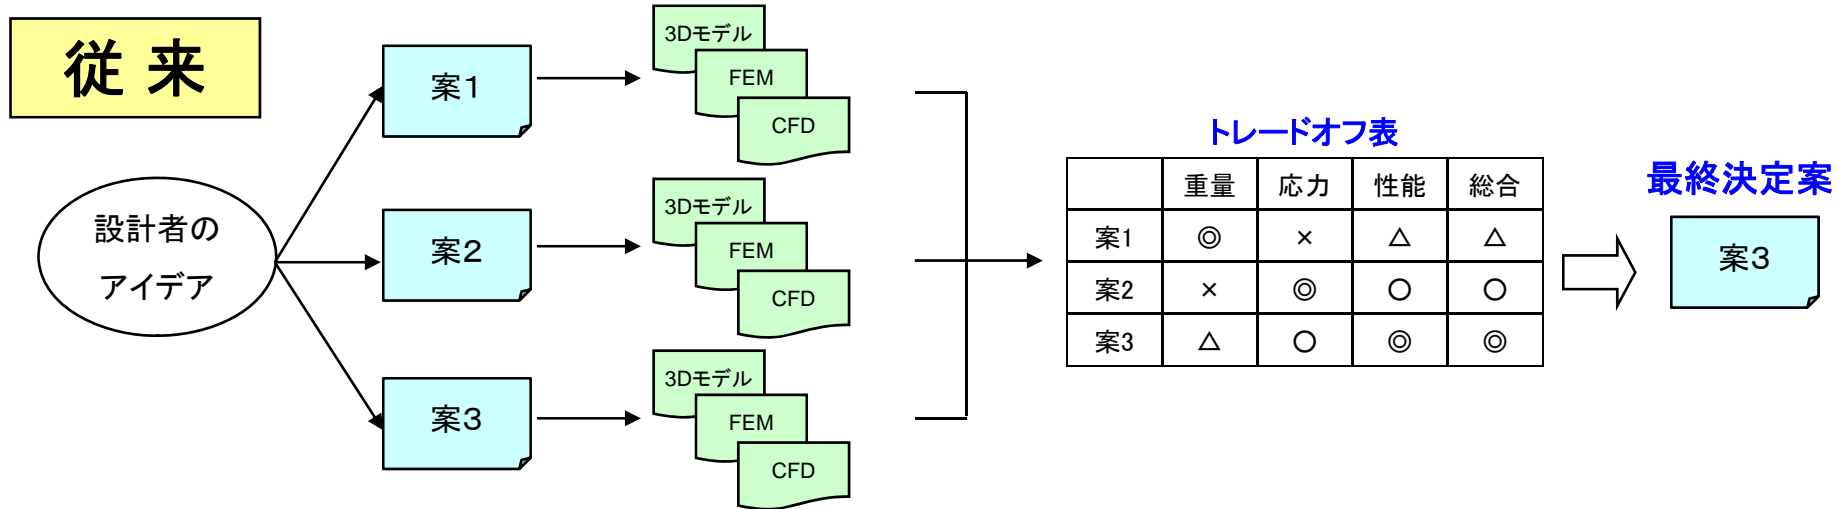 従 来
設計者の
アイデア
案1
3Dモデル
FEM
CFD
案2
3Dモデル
FEM
CFD
案3
3Dモデル
FEM
CFD
トレードオフ表
重量 応力 性能 総合
案1 ◎ × △ △
案2 × ◎ ○ ○
案3 △ ○ ◎ ◎
最終決定案
案3